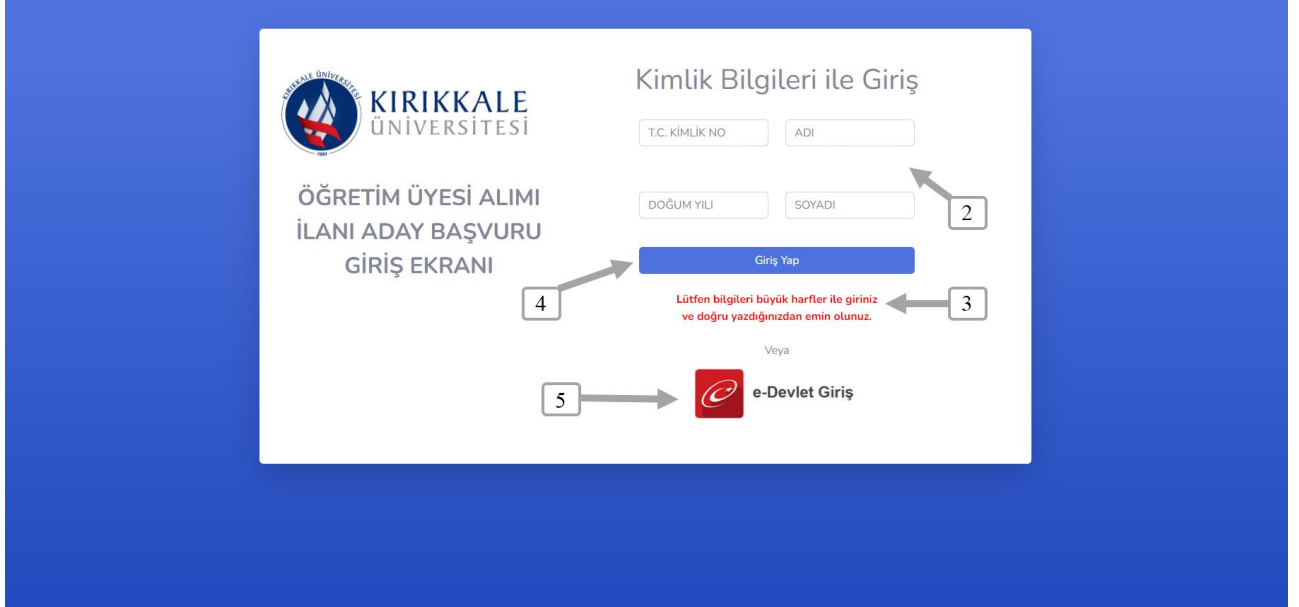 KIRIKKALE ÜNİVERSİTESİ
1992
KIRIKKALE
ÜNİVERSİTESİ
ÖĞRETİM ÜYESİ ALIMI
İLANI ADAY BAŞVURU
GİRİŞ EKRANI
Kimlik Bilgileri ile Giriş
T.C. KİMLİK NO
ADI
2
DOĞUM YILI
SOYADI
Giriş Yap
4
Lütfen bilgileri büyük harfler ile giriniz
ve doğru yazdığınızdan emin olunuz.
3
Veya
5
e-Devlet Giriş